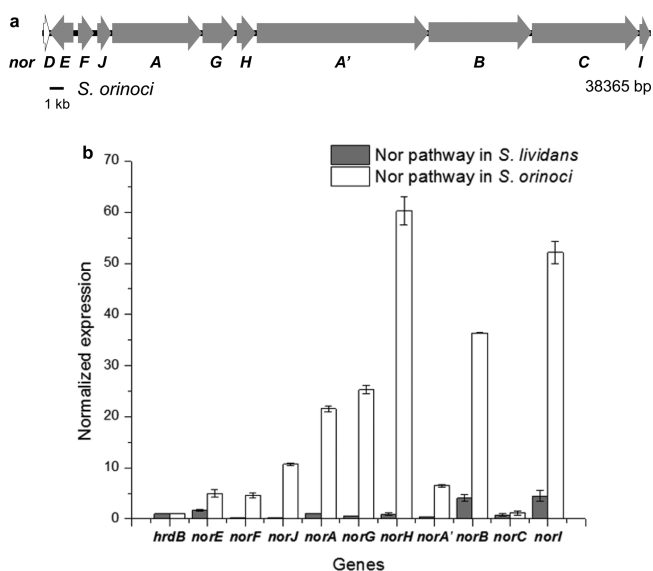 a
nor D E F J A G H A' B C I
1 kb S. orinoci 38365 bp
b
Nor pathway in S. lividans
Nor pathway in S. orinoci
Normalized expression
70
60
50
40
30
20
10
0
hrdB norE norF norJ norA norG norH norA' norB norC norI
Genes